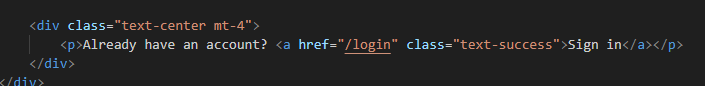 <div class="text-center mt-4">
<p>Already have an account? <a href="/login" class="text-success">Sign in</a></p>
</div>
</div>